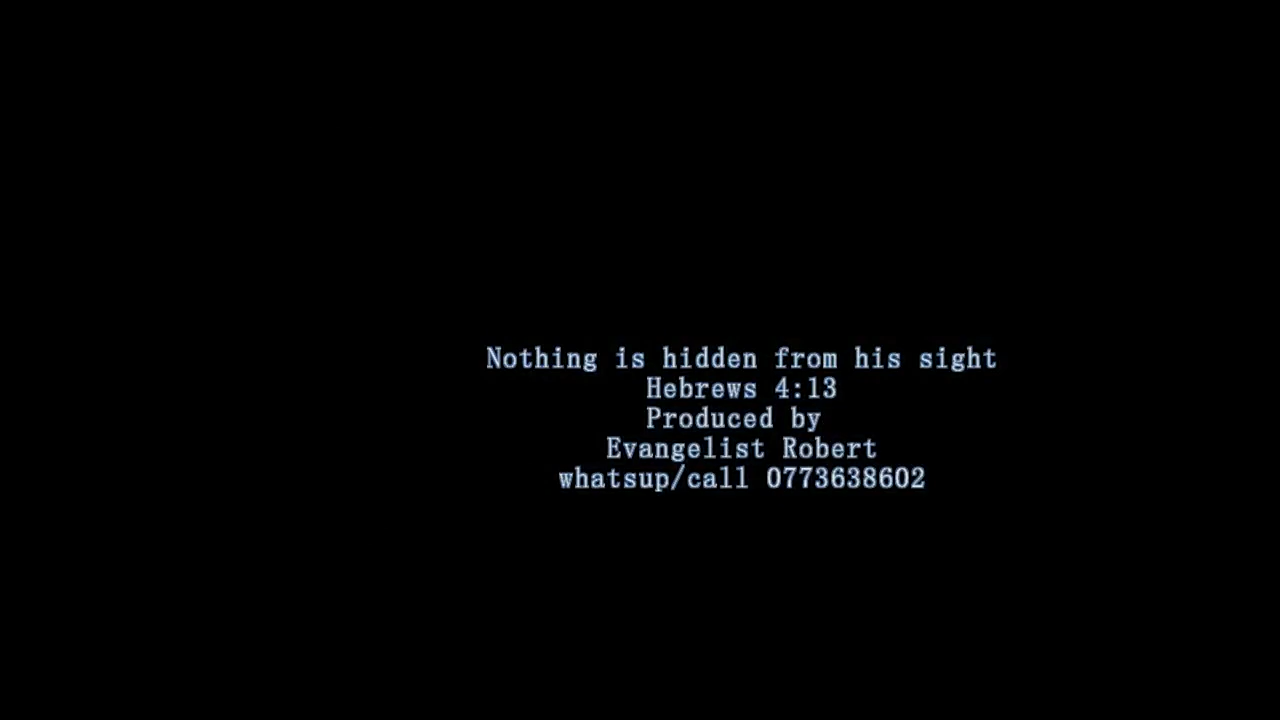 Nothing is hidden from his sight
Hebrews 4:13
Produced by
Evangelist Robert
whatsup/call 0773638602